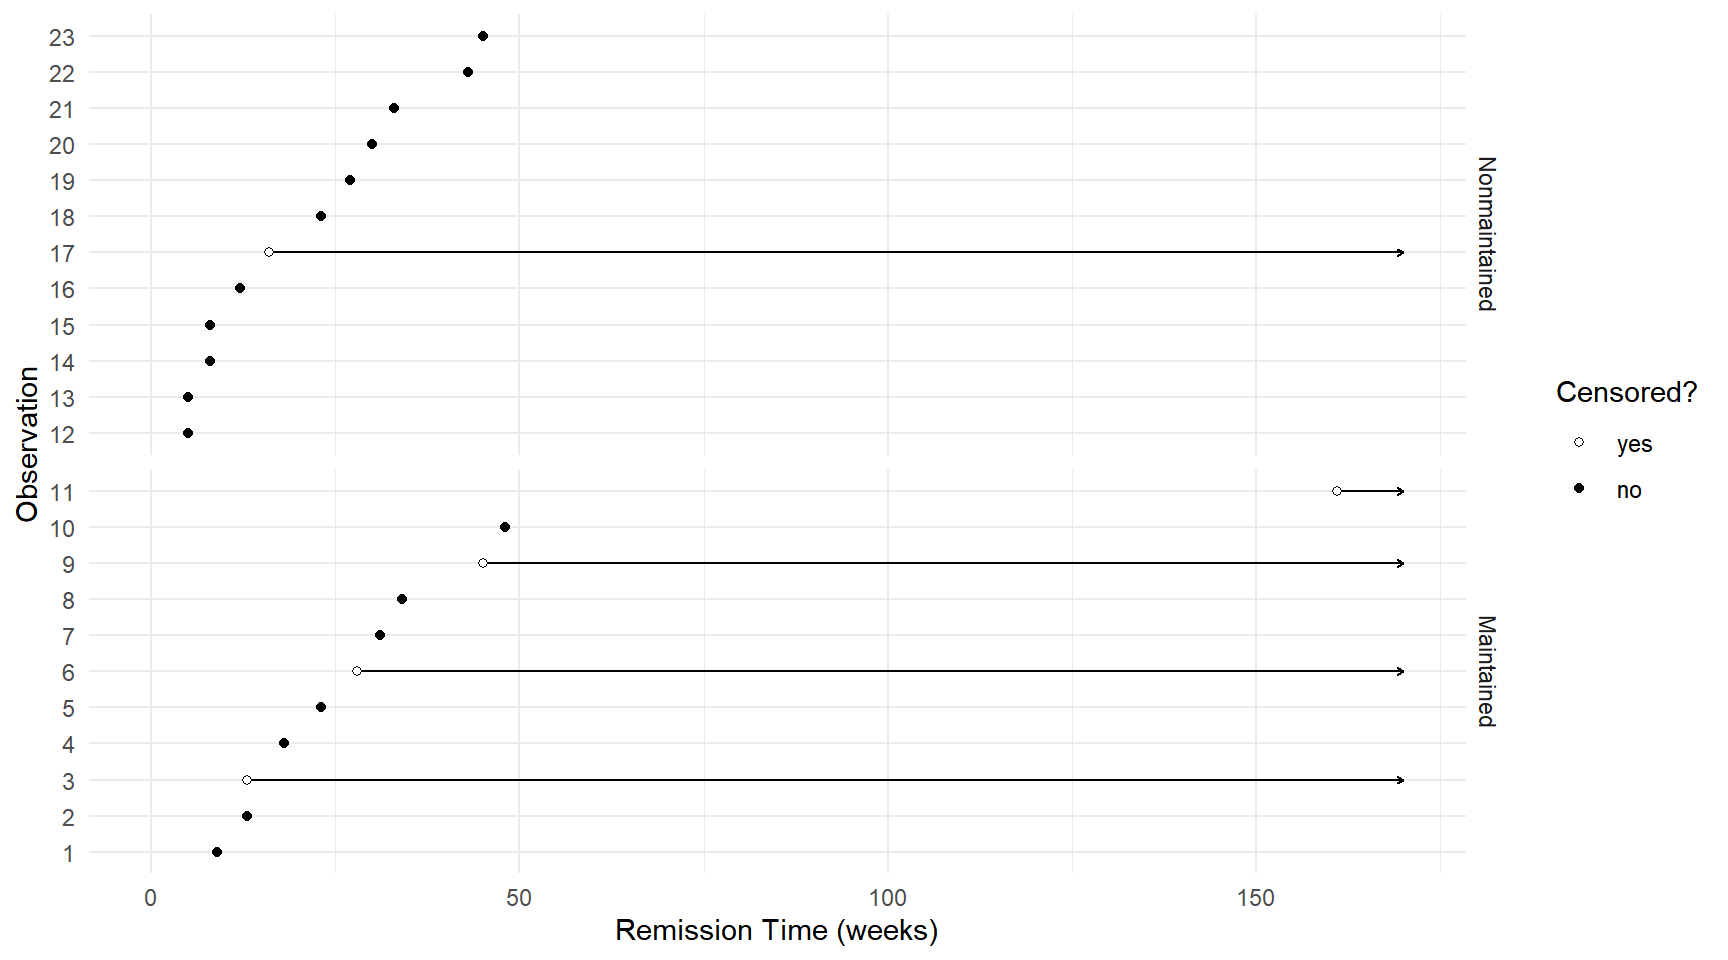 23
22
21
20
19
18
17
16
15
14
13
12
Nonmaintained
11
10
9
8
7
6
5
4
3
2
1
Maintained
Observation
0 50 100 150
Remission Time (weeks)
Censored?
yes
no